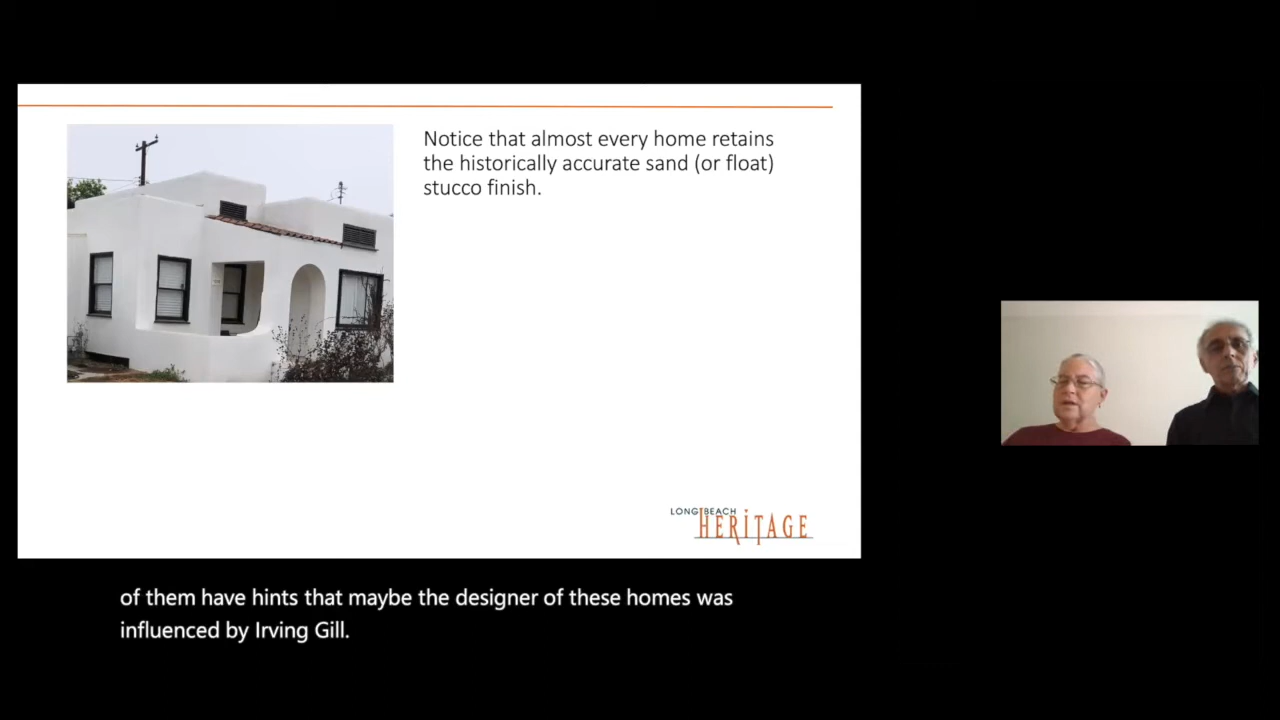 Notice that almost every home retains
the historically accurate sand (or float)
stucco finish.
LONG BEACH
HERITAGE
of them have hints that maybe the designer of these homes was
influenced by Irving Gill.